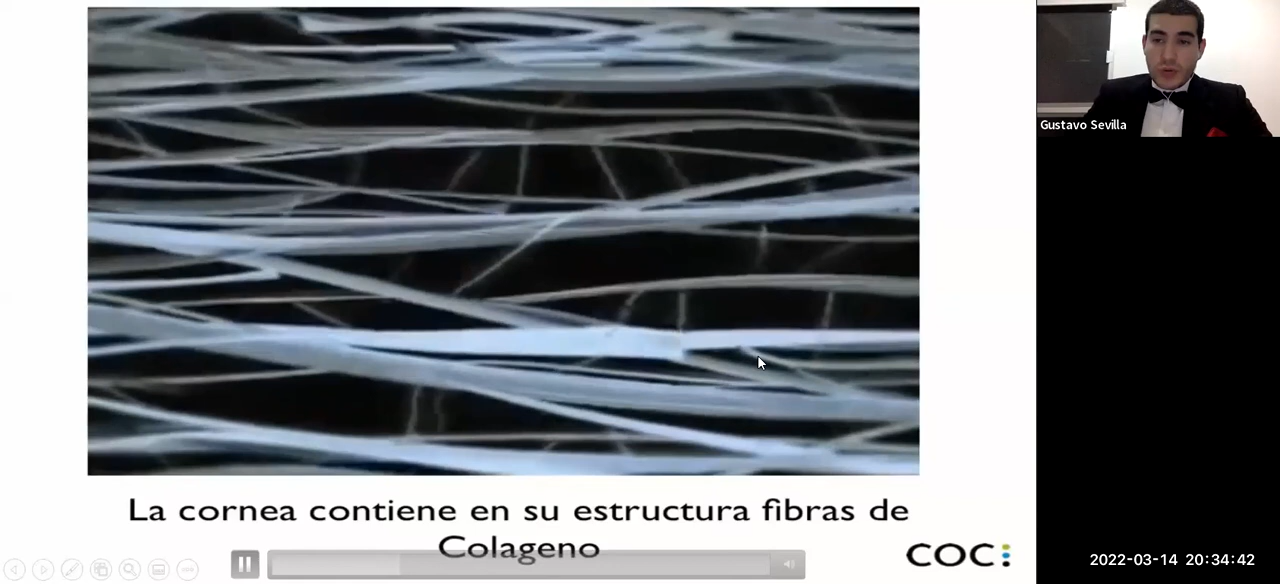 Gustavo Sevilla
La cornea contiene en su estructura fibras de
Colageno
COC
2022-03-14 20:34:42